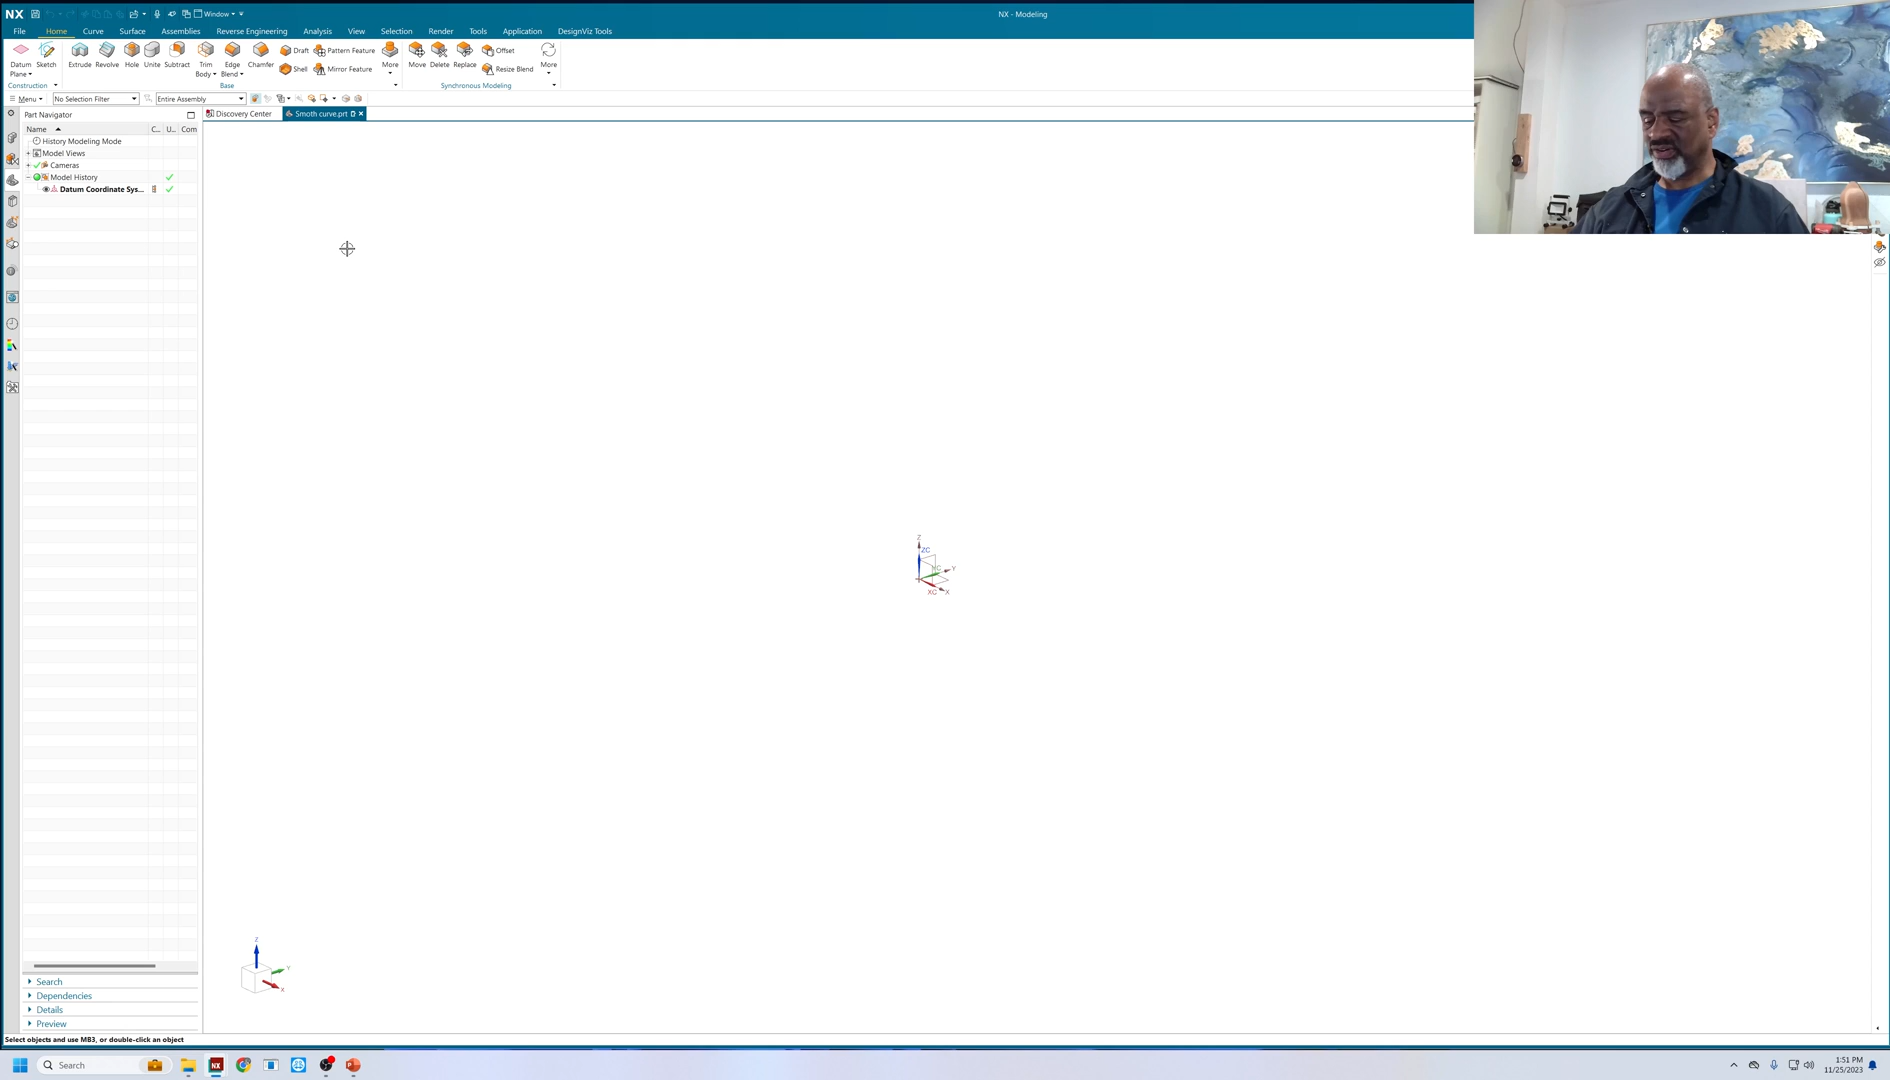 NX Window NX - Modeling
File Home Curve Surface Assemblies Reverse Engineering Analysis View Selection Render Tools Application DesignViz Tools
Datum Plane Sketch Extrude Revolve Hole Unite Subtract Trim Body Edge Blend Chamfer Draft Pattern Feature Shell Mirror Feature More Move Delete Replace Offset Resize Blend More
Construction Base Synchronous Modeling
Menu No Selection Filter Entire Assembly
Part Navigator Discovery Center Smoth curve.prt
Name C... U... Com
History Modeling Mode
Model Views
Cameras
Model History
Datum Coordinate Sys...
Z
ZC
YC Y
XC X
Z
Y
X
Search
Dependencies
Details
Preview
Select objects and use MB3, or double-click an object
Search NX 1:51 PM
11/25/2023